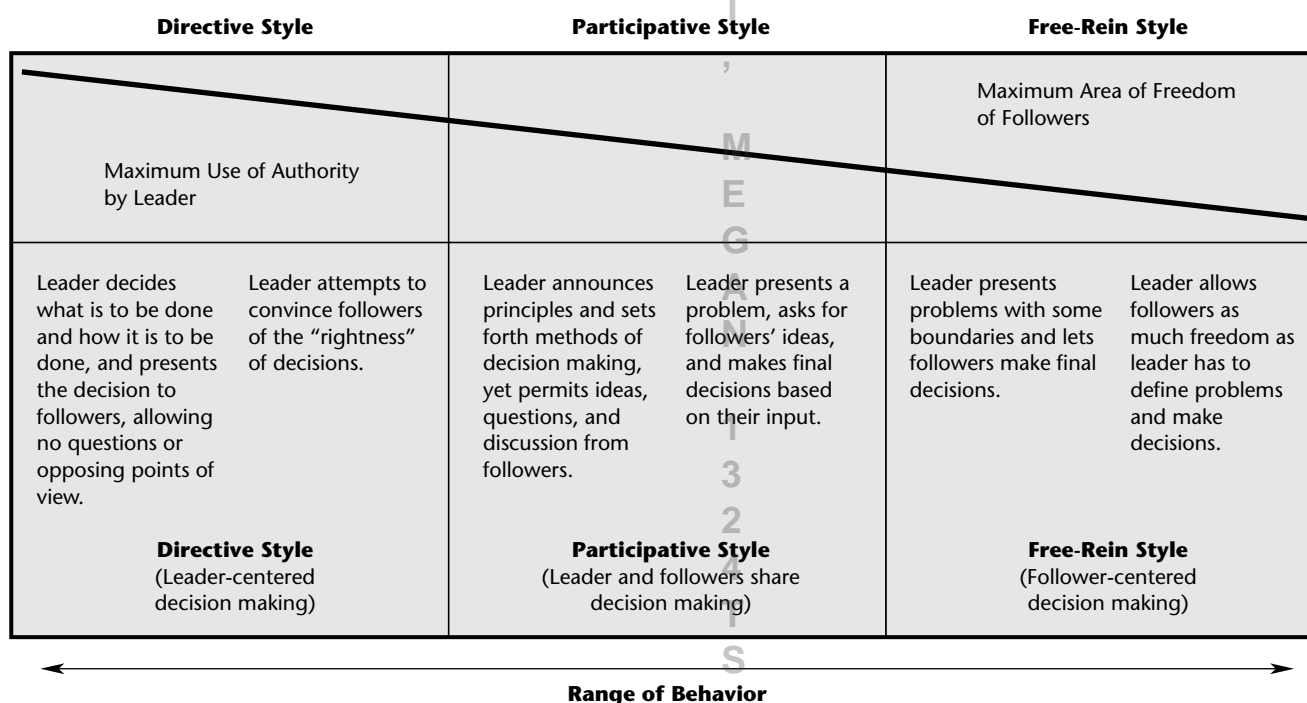 Directive Style
Participative Style
Free-Rein Style
Maximum Use of Authority
by Leader
Maximum Area of Freedom
of Followers
Leader decides
what is to be done
and how it is to be
done, and presents
the decision to
followers, allowing
no questions or
opposing points of
view.
Leader attempts to
convince followers
of the “rightness”
of decisions.
Leader announces
principles and sets
forth methods of
decision making,
yet permits ideas,
questions, and
discussion from
followers.
Leader presents a
problem, asks for
followers’ ideas,
and makes final
decisions based
on their input.
Leader presents
problems with some
boundaries and lets
followers make final
decisions.
Leader allows
followers as
much freedom as
leader has to
define problems
and make
decisions.
Directive Style
(Leader-centered
decision making)
Participative Style
(Leader and followers share
decision making)
Free-Rein Style
(Follower-centered
decision making)
Range of Behavior
, MEGAN 1324TS